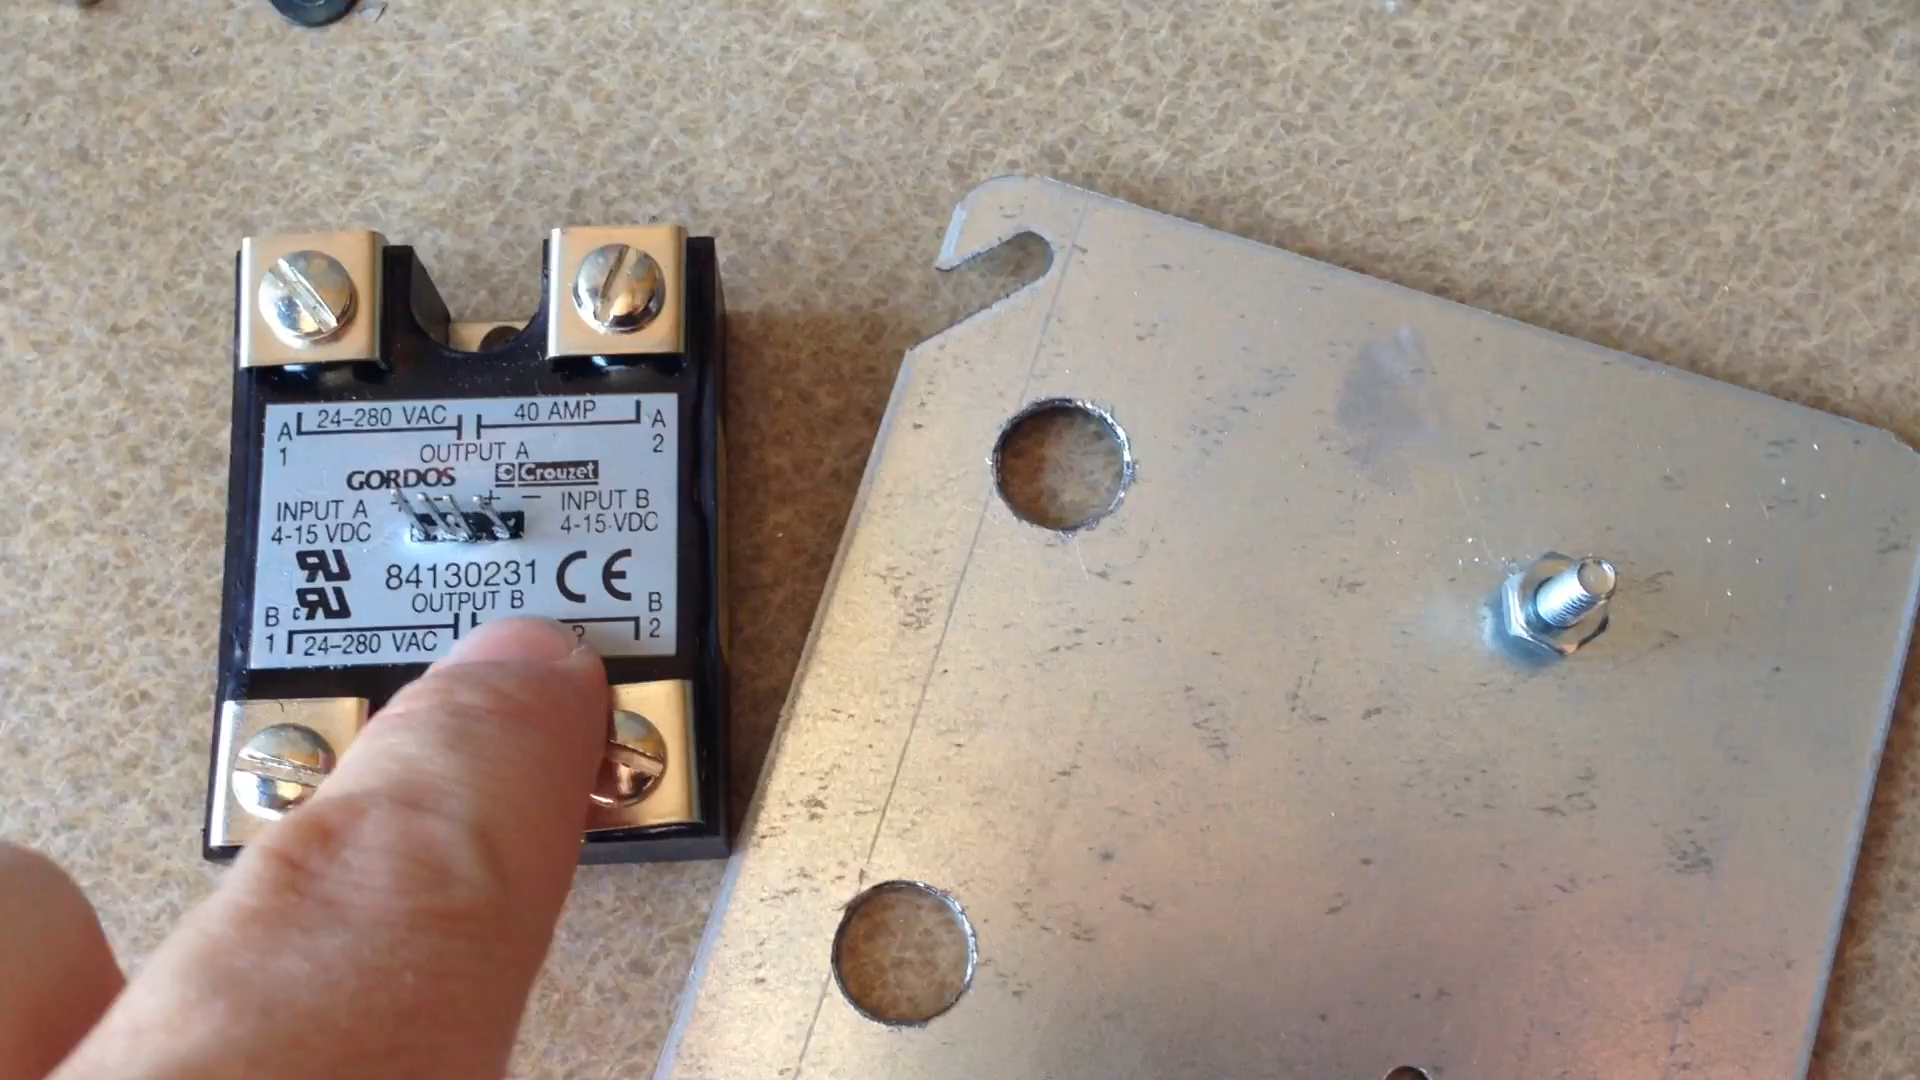 24-280 VAC 40 AMP
A 1 A 2
OUTPUT A
GORDOS Crouzet
+ −
INPUT A INPUT B
4-15 VDC 4-15 VDC
84130231 CE
OUTPUT B
B 1 B 2
24-280 VAC P